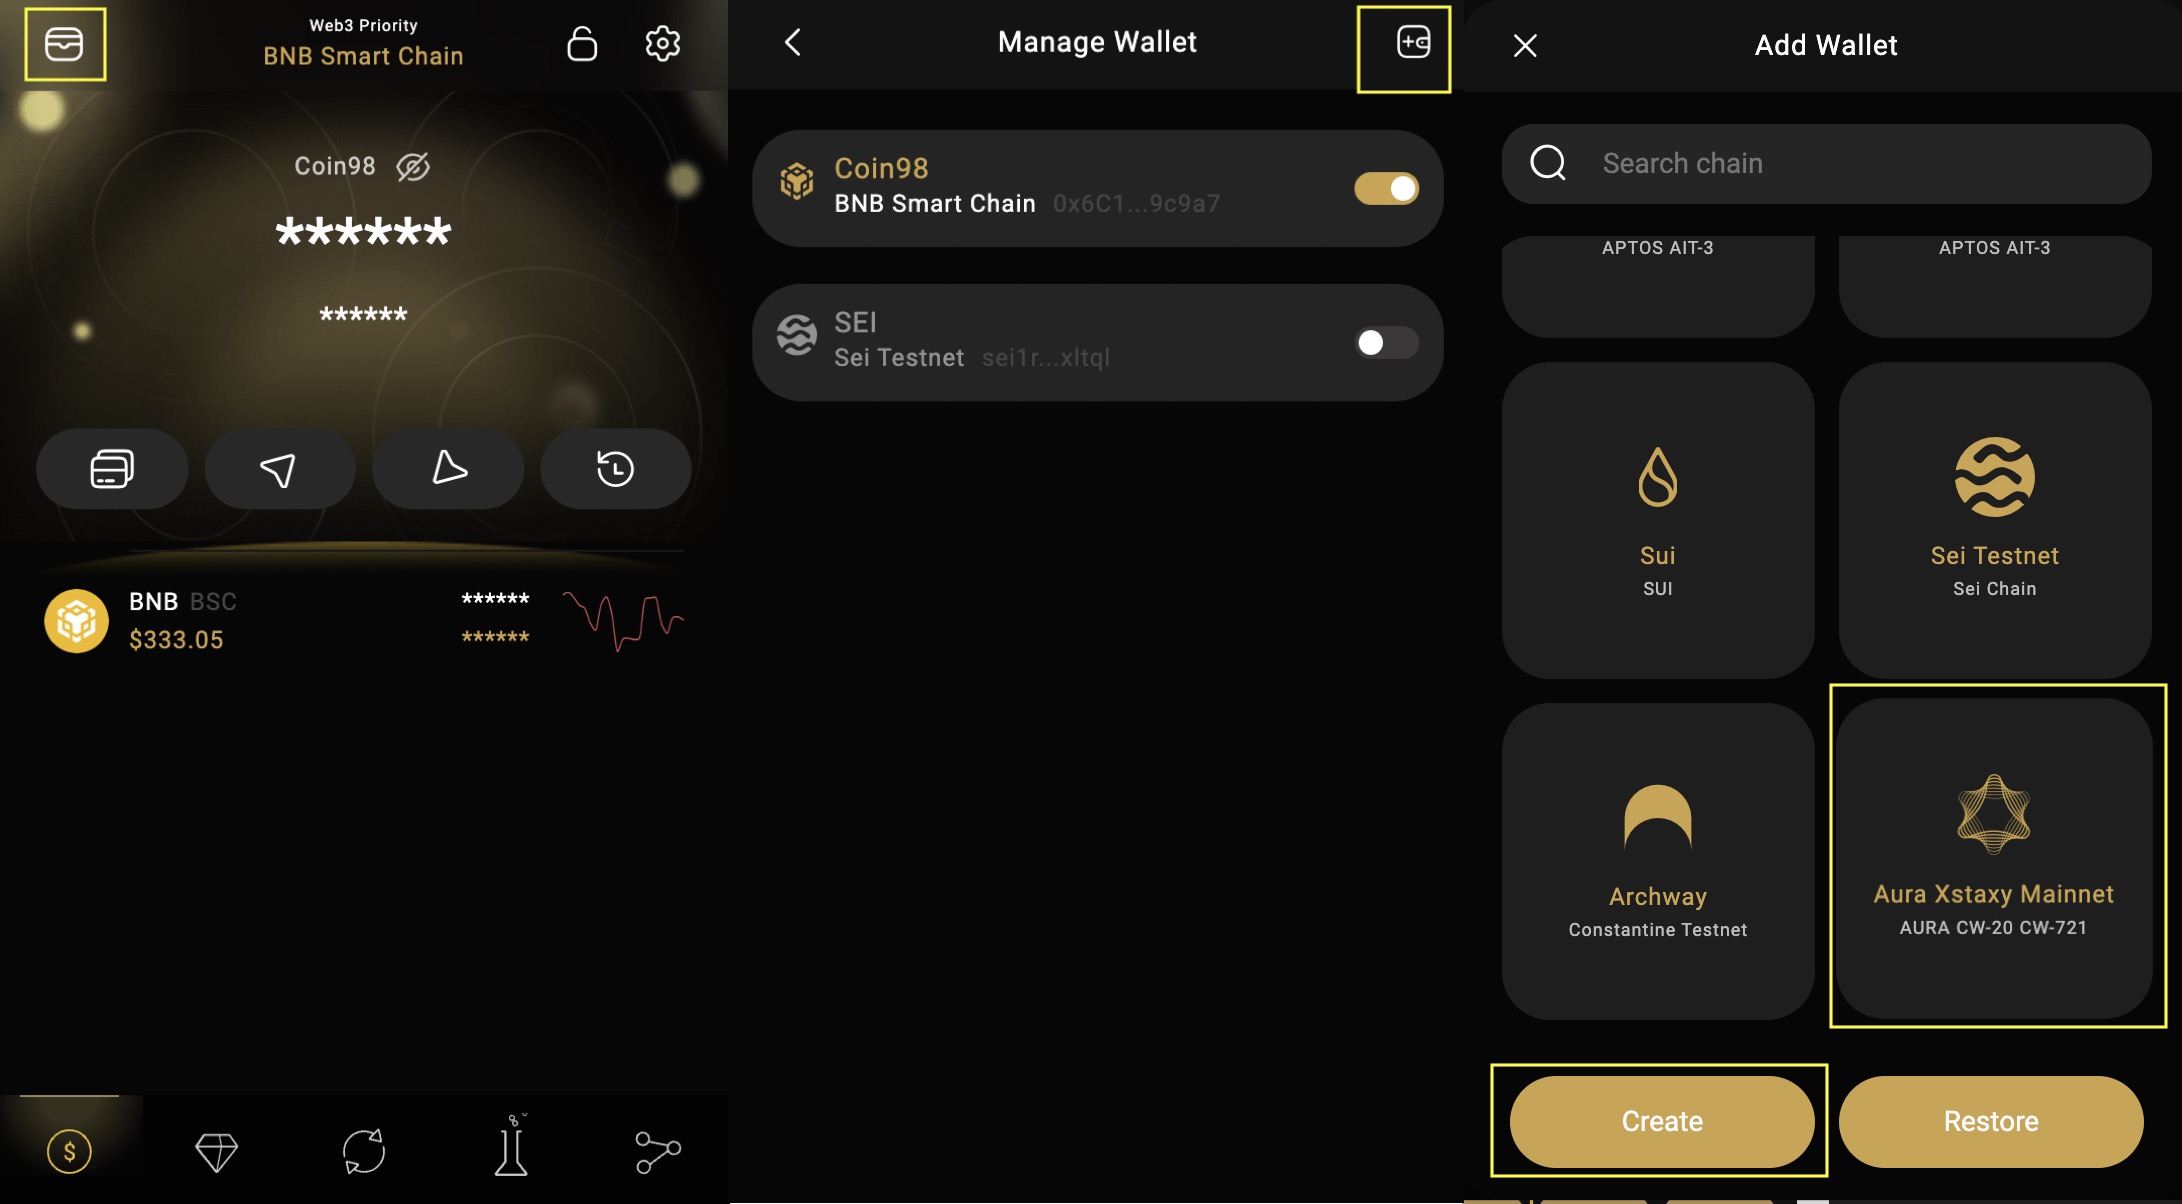 Web3 Priority
BNB Smart Chain
Coin98
******
******
BNB BSC
$333.05
******
******
Manage Wallet
Coin98
BNB Smart Chain 0x6C1...9c9a7
SEI
Sei Testnet sei1r...xltql
Add Wallet
Search chain
APTOS AIT-3
APTOS AIT-3
Sui
SUI
Sei Testnet
Sei Chain
Archway
Constantine Testnet
Aura Xstaxy Mainnet
AURA CW-20 CW-721
Create
Restore